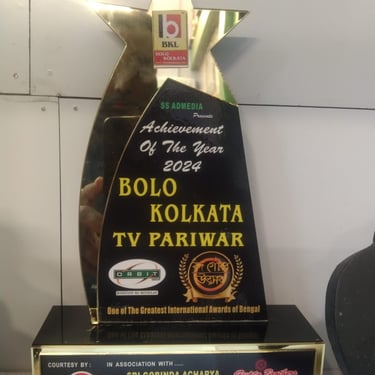 b
BKL
BOLO
KOLKATA
SS ADMEDIA
Presents
Achievement
Of The Year
2024
BOLO
KOLKATA
TV PARIWAR
ORBIT
উৎসব
One of The Greatest International Awards of Bengal
COURTESY BY :
IN ASSOCIATION WITH
SRI GOBINDA ACHARYA